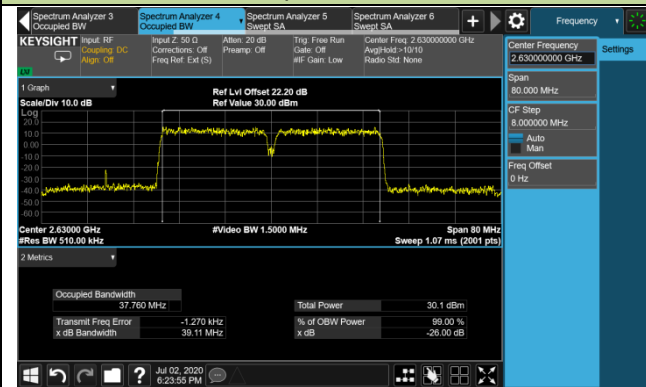 Spectrum Analyzer 3
Occupied BW
Spectrum Analyzer 4
Occupied BW
Spectrum Analyzer 5
Swept SA
Spectrum Analyzer 6
Swept SA
Frequency
KEYSIGHT
Input: RF
Coupling: DC
Align: Off
Input Z: 50 Ω
Corrections: Off
Freq Ref: Ext (S)
Atten: 20 dB
Preamp: Off
Trig: Free Run
Gate: Off
#IF Gain: Low
Center Freq: 2.630000000 GHz
Avg|Hold:>10/10
Radio Std: None
Center Frequency
2.63000000 GHz
Settings
Span
80.000 MHz
CF Step
8.000000 MHz
Auto
Man
Freq Offset
0 Hz
1 Graph
Scale/Div 10.0 dB
Ref Lvl Offset 22.20 dB
Ref Value 30.00 dBm
Log
20.0
10.0
0.00
-10.0
-20.0
-30.0
-40.0
-50.0
-60.0
Center 2.63000 GHz
#Res BW 510.00 kHz
#Video BW 1.5000 MHz
Span 80 MHz
Sweep 1.07 ms (2001 pts)
2 Metrics
Occupied Bandwidth
37.760 MHz
Total Power 30.1 dBm
Transmit Freq Error -1.270 kHz
% of OBW Power 99.00 %
x dB Bandwidth 39.11 MHz
x dB -26.00 dB
Jul 02, 2020
6:23:55 PM